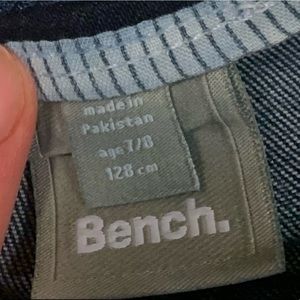 made in
Pakistan
age 7/8
128 cm
Bench.